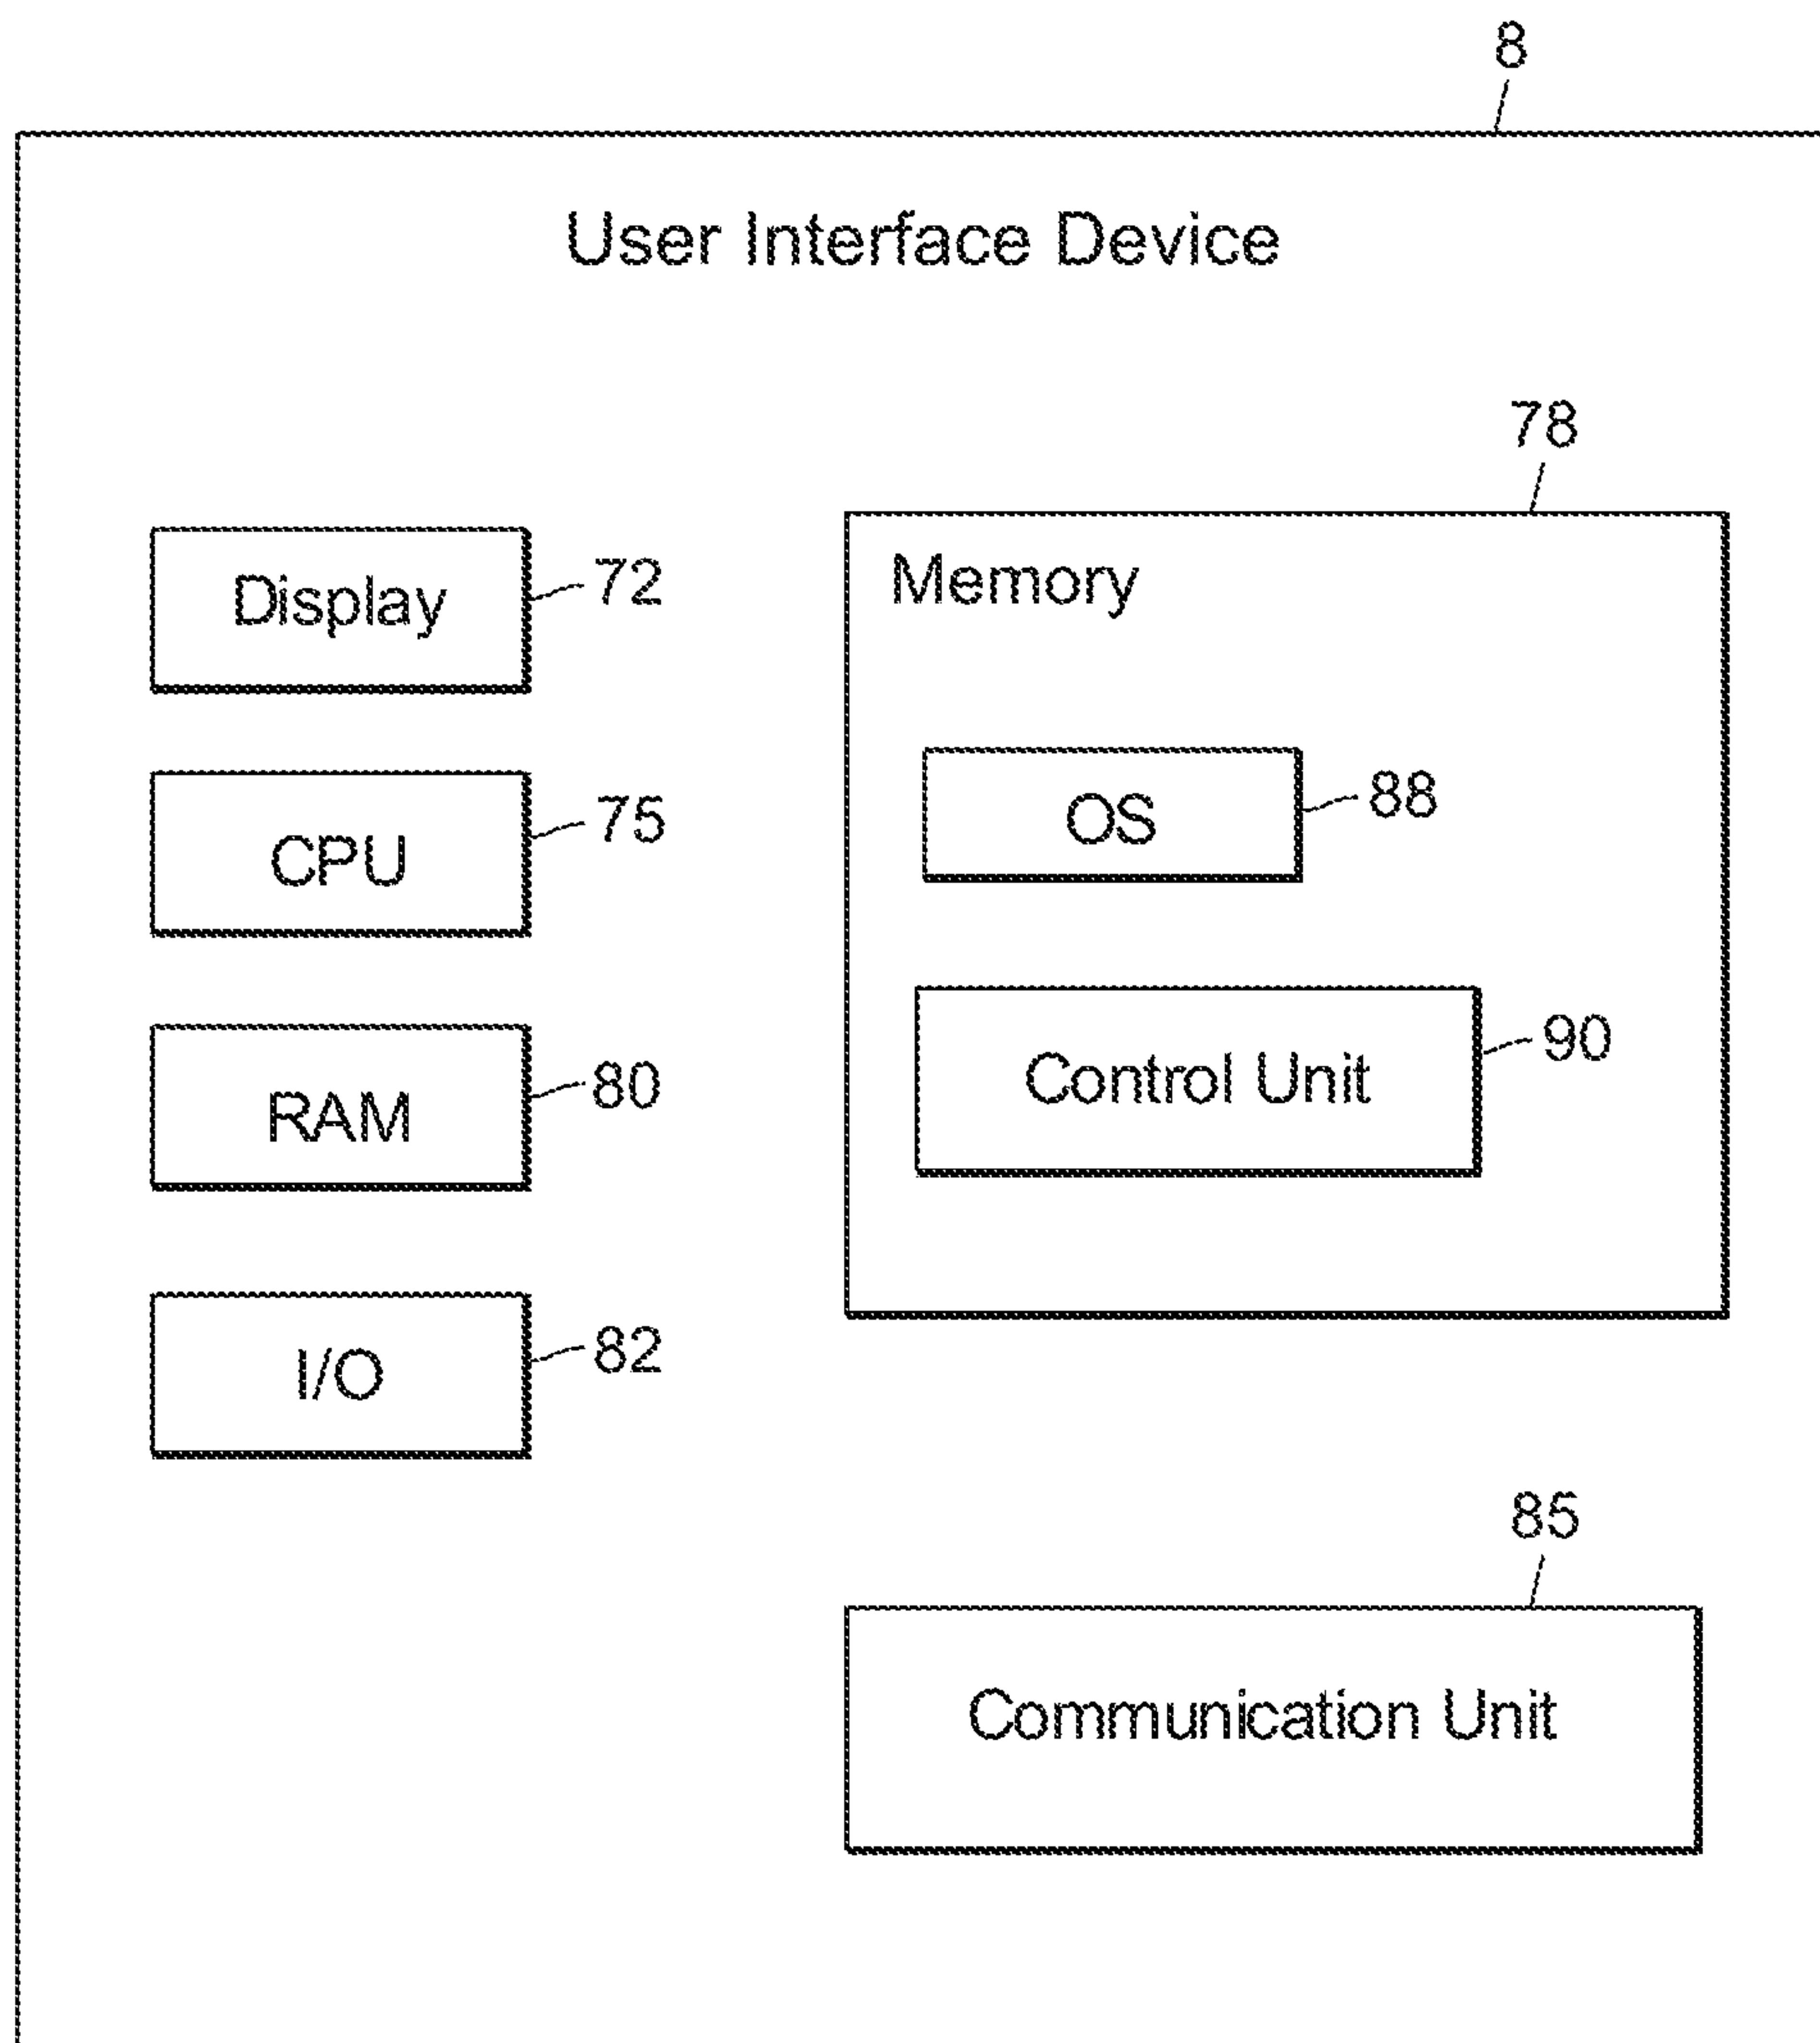 8
User Interface Device
78
Display
72
Memory
CPU
75
OS
88
RAM
80
Control Unit
90
I/O
82
85
Communication Unit